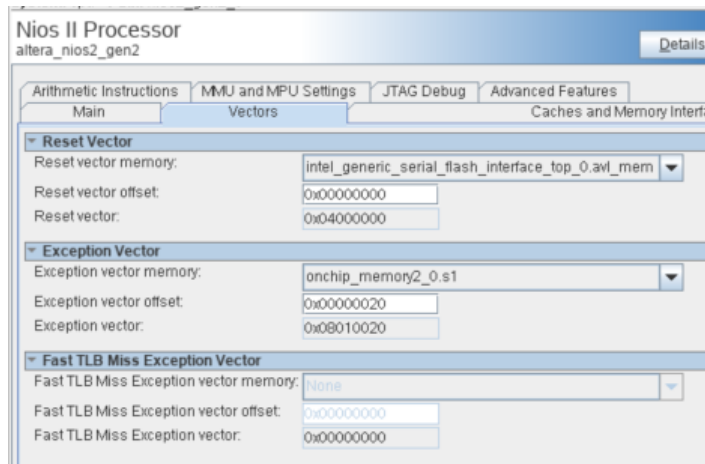 Nios II Processor
altera_nios2_gen2
Details
Arithmetic Instructions MMU and MPU Settings JTAG Debug Advanced Features
Main Vectors Caches and Memory Interf
Reset Vector
Reset vector memory: intel_generic_serial_flash_interface_top_0.avl_mem
Reset vector offset: 0x00000000
Reset vector: 0x04000000
Exception Vector
Exception vector memory: onchip_memory2_0.s1
Exception vector offset: 0x00000020
Exception vector: 0x08010020
Fast TLB Miss Exception Vector
Fast TLB Miss Exception vector memory: None
Fast TLB Miss Exception vector offset: 0x00000000
Fast TLB Miss Exception vector: 0x00000000